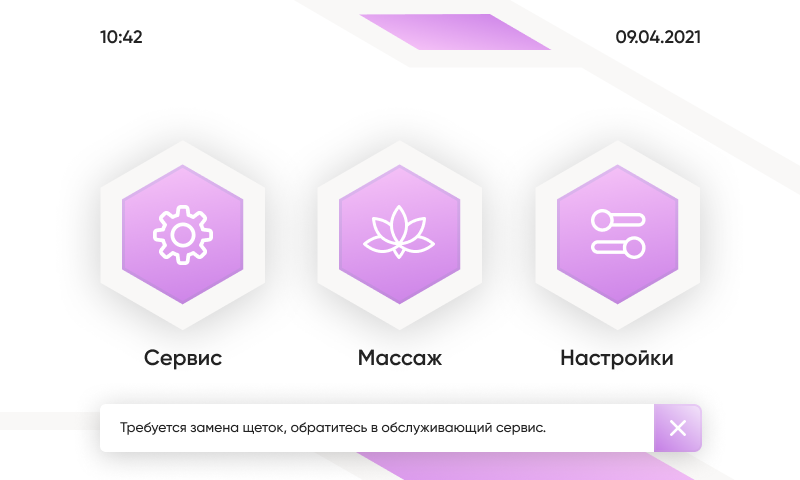 10:42
09.04.2021
Сервис
Массаж
Настройки
Требуется замена щеток, обратитесь в обслуживающий сервис.